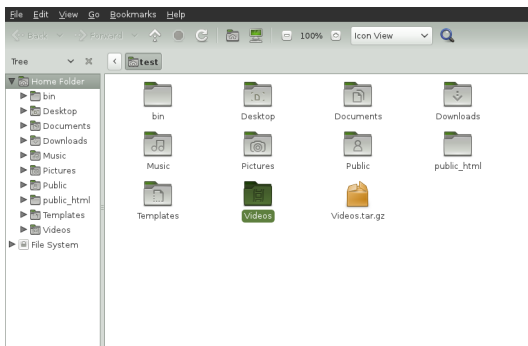 File Edit View Go Bookmarks Help
Back Forward 100% Icon View
Tree test
Home Folder
bin
Desktop
Documents
Downloads
Music
Pictures
Public
public_html
Templates
Videos
File System
bin Desktop Documents Downloads
Music Pictures Public public_html
Templates Videos Videos.tar.gz